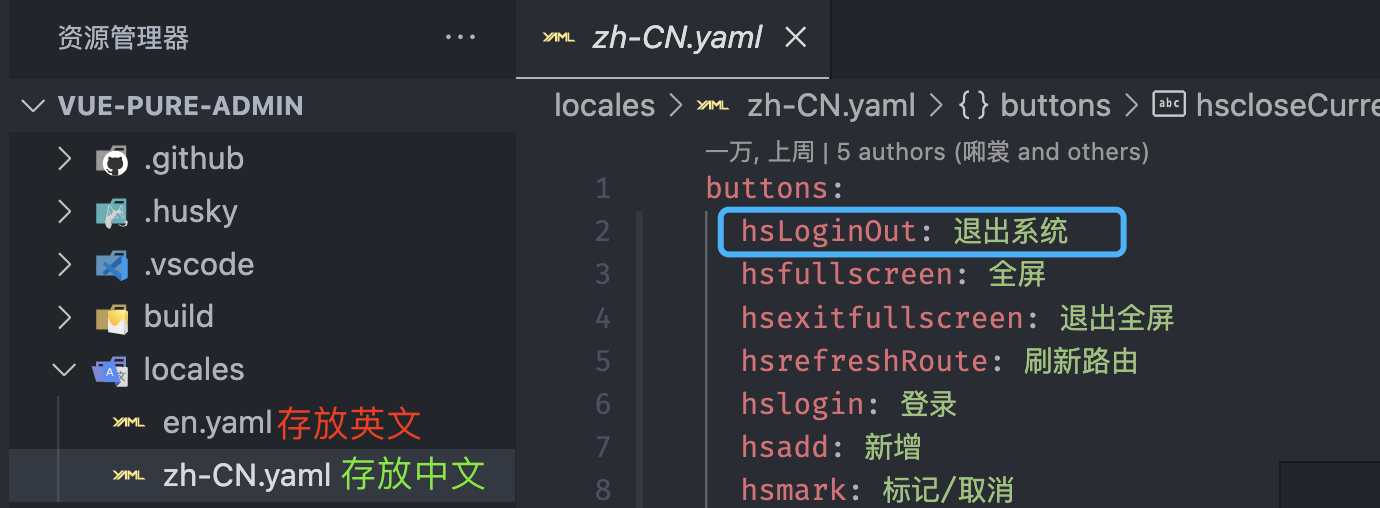 资源管理器 ···
VUE-PURE-ADMIN
.github
.husky
.vscode
build
locales
en.yaml 存放英文
zh-CN.yaml 存放中文
YAML zh-CN.yaml ×
locales > YAML zh-CN.yaml > {} buttons > abc hscloseCurre
一万, 上周 | 5 authors (唎裳 and others)
1 buttons:
2 hsLoginOut: 退出系统
3 hsfullscreen: 全屏
4 hsexitfullscreen: 退出全屏
5 hsrefreshRoute: 刷新路由
6 hslogin: 登录
7 hsadd: 新增
8 hsmark: 标记/取消